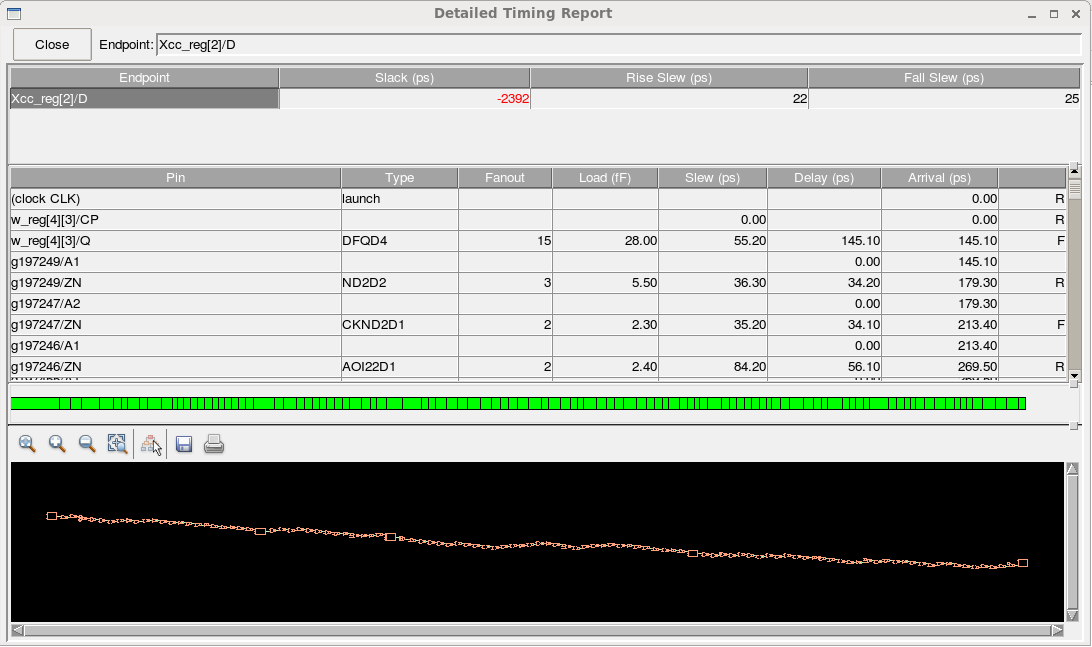 Detailed Timing Report
Close Endpoint: Xcc_reg[2]/D
Endpoint Slack (ps) Rise Slew (ps) Fall Slew (ps)
Xcc_reg[2]/D -2392 22 25
Pin Type Fanout Load (fF) Slew (ps) Delay (ps) Arrival (ps)
(clock CLK) launch 0.00 R
w_reg[4][3]/CP 0.00 0.00 R
w_reg[4][3]/Q DFQD4 15 28.00 55.20 145.10 145.10 F
g197249/A1 0.00 145.10
g197249/ZN ND2D2 3 5.50 36.30 34.20 179.30 R
g197247/A2 0.00 179.30
g197247/ZN CKND2D1 2 2.30 35.20 34.10 213.40 F
g197246/A1 0.00 213.40
g197246/ZN AOI22D1 2 2.40 84.20 56.10 269.50 R